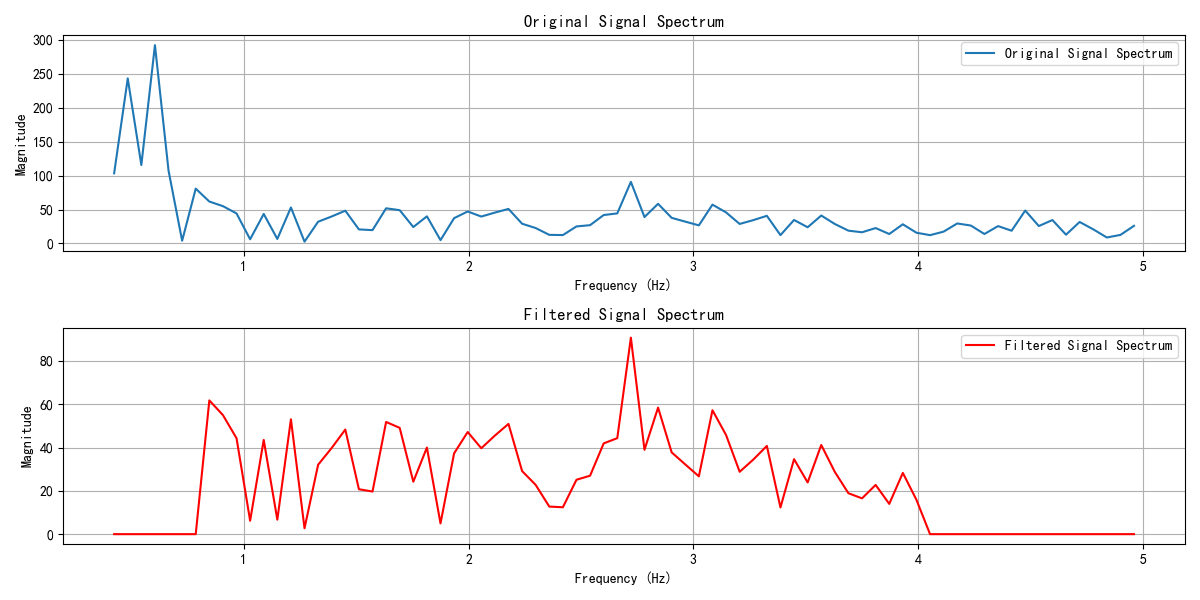 Original Signal Spectrum
300
250
200
150
100
50
0
Magnitude
Original Signal Spectrum
1
2
3
4
5
Frequency (Hz)
Filtered Signal Spectrum
80
60
40
20
0
Magnitude
Filtered Signal Spectrum
1
2
3
4
5
Frequency (Hz)